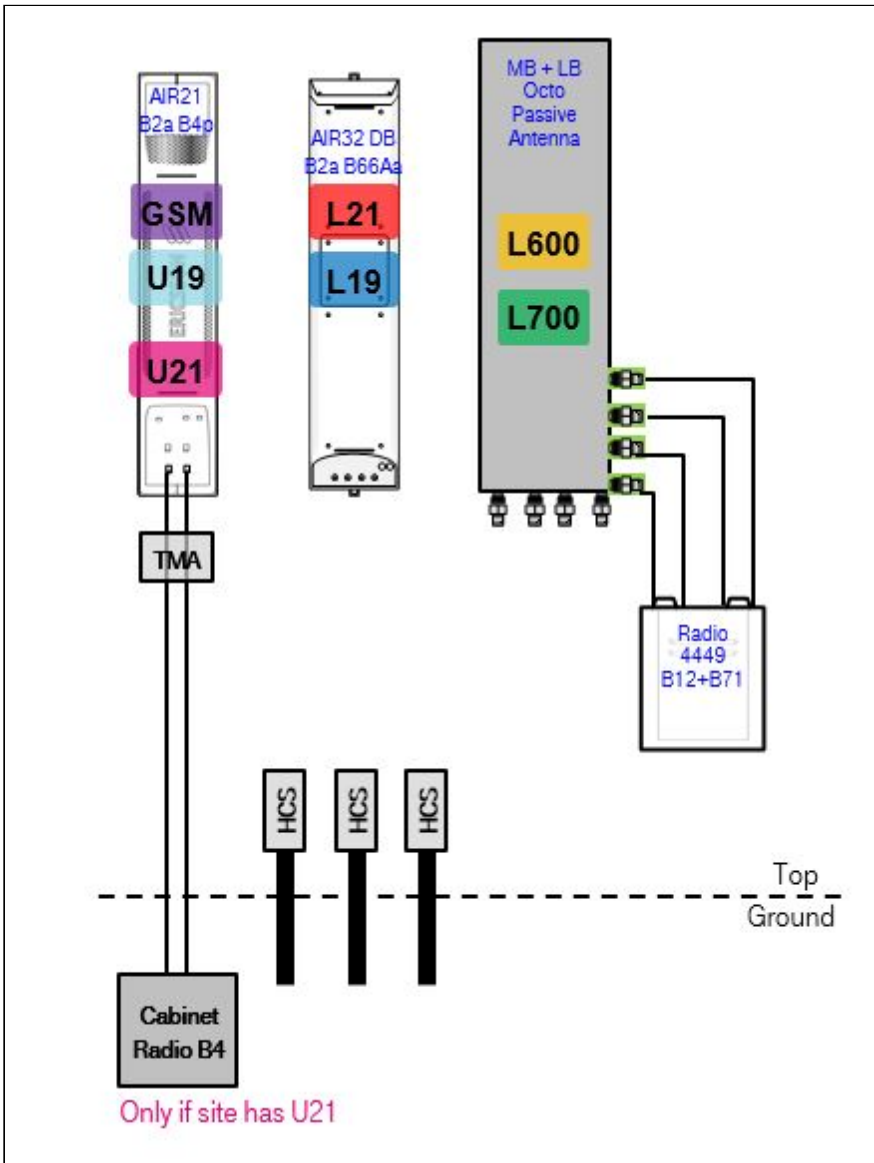 AIR21
B2a B4p
GSM
U19
ERICSSON
U21
TMA
AIR32 DB
B2a B66Aa
L21
L19
MB + LB
Octo
Passive
Antenna
L600
L700
Radio
4449
B12+B71
HCS
HCS
HCS
Top
Ground
Cabinet
Radio B4
Only if site has U21